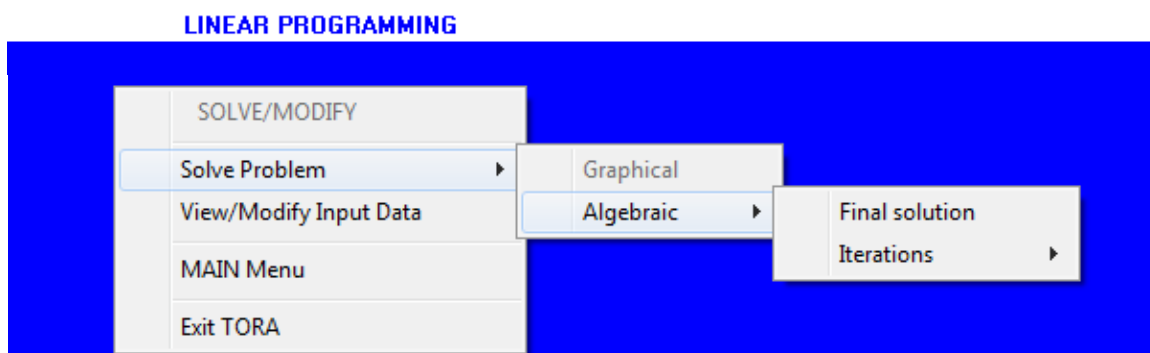 LINEAR PROGRAMMING
SOLVE/MODIFY
Solve Problem
Graphical
View/Modify Input Data
Algebraic
Final solution
Iterations
MAIN Menu
Exit TORA